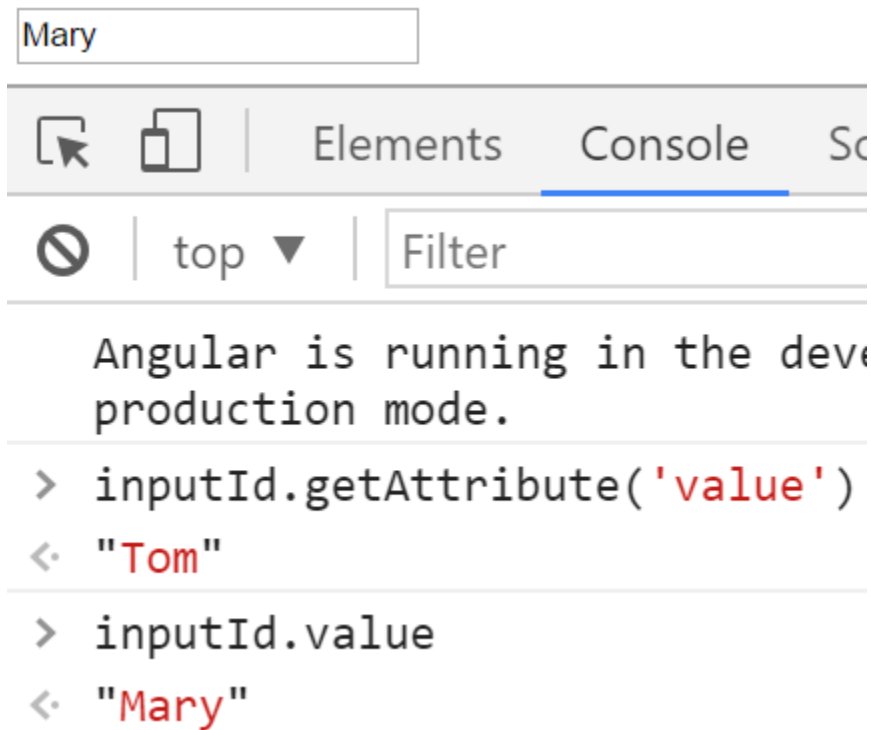 Mary
Elements Console
top ▼ Filter
Angular is running in the
production mode.
> inputId.getAttribute('value')
"Tom"
> inputId.value
"Mary"